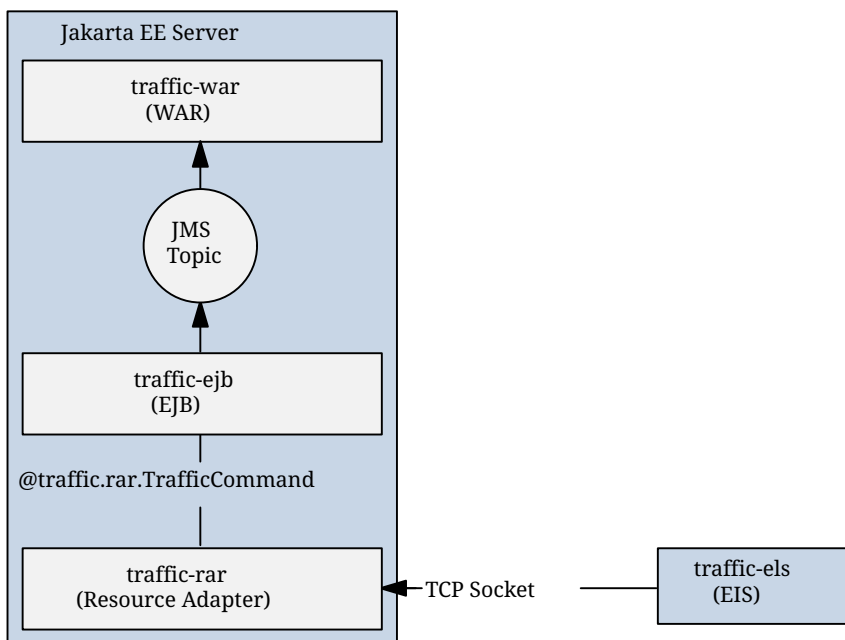 Jakarta EE Server
traffic-war
(WAR)
JMS
Topic
traffic-ejb
(EJB)
@traffic.rar.TrafficCommand
traffic-rar
(Resource Adapter)
TCP Socket
traffic-els
(EIS)